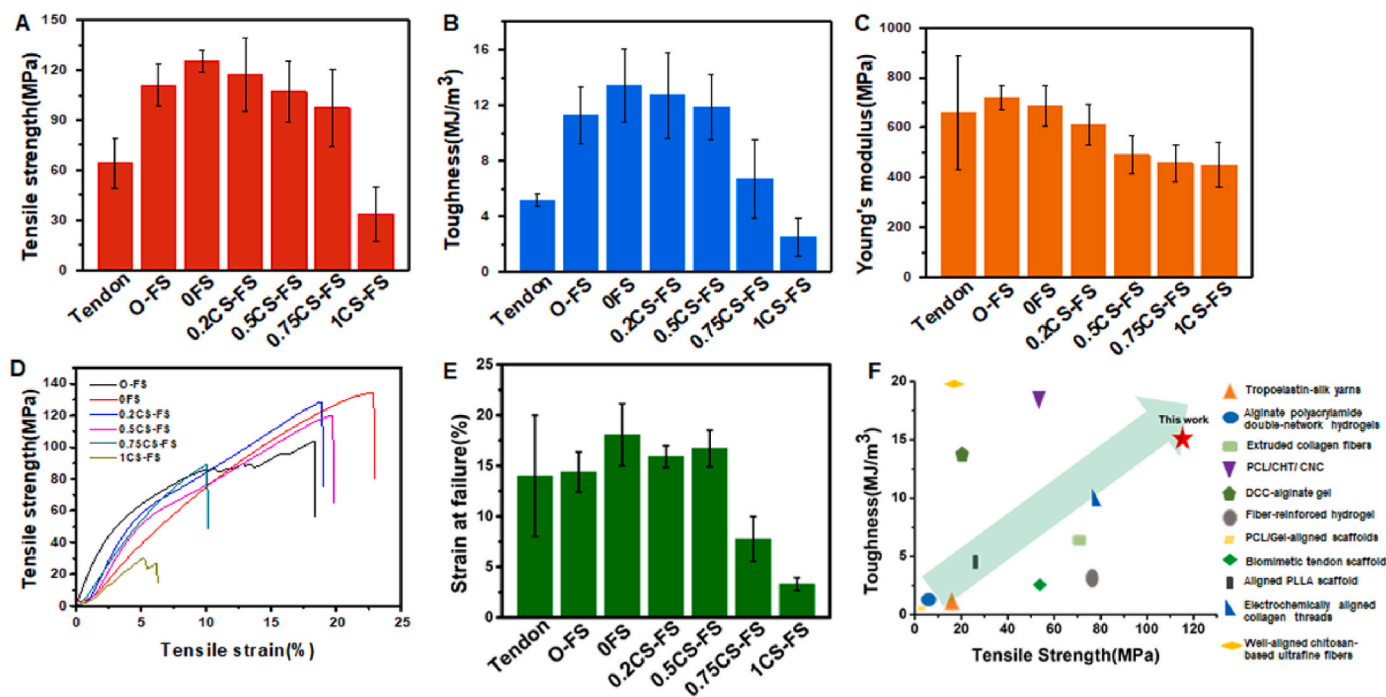 A
Tensile strength(MPa)
150
120
90
60
30
0
Tendon
O-FS
0FS
0.2CS-FS
0.5CS-FS
0.75CS-FS
1CS-FS
B
Toughness(MJ/m³)
16
12
8
4
0
Tendon
O-FS
0FS
0.2CS-FS
0.5CS-FS
0.75CS-FS
1CS-FS
C
Young's modulus(MPa)
1000
800
600
400
200
0
Tendon
O-FS
0FS
0.2CS-FS
0.5CS-FS
0.75CS-FS
1CS-FS
D
Tensile strength(MPa)
140
120
100
80
60
40
20
0
0
5
10
15
20
25
Tensile strain(%)
O-FS
0FS
0.2CS-FS
0.5CS-FS
0.75CS-FS
1CS-FS
E
Strain at failure(%)
25
20
15
10
5
0
Tendon
O-FS
0FS
0.2CS-FS
0.5CS-FS
0.75CS-FS
1CS-FS
F
Toughness(MJ/m³)
20
15
10
5
0
0
20
40
60
80
100
120
Tensile Strength(MPa)
This work
Tropoelastin-silk yarns
Alginate polyacrylamide
double-network hydrogels
Extruded collagen fibers
PCL/CHT/ CNC
DCC-alginate gel
Fiber-reinforced hydrogel
PCL/Gel-aligned scaffolds
Biomimetic tendon scaffold
Aligned PLLA scaffold
Electrochemically aligned
collagen threads
Well-aligned chitosan-
based ultrafine fibers